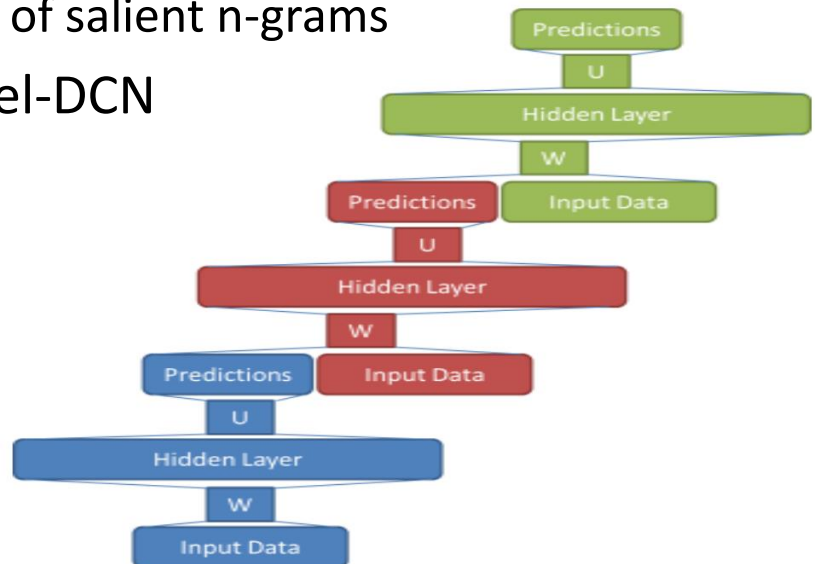 of salient n-grams
el-DCN
Predictions
U
Hidden Layer
W
Predictions Input Data
U
Hidden Layer
W
Predictions Input Data
U
Hidden Layer
W
Input Data